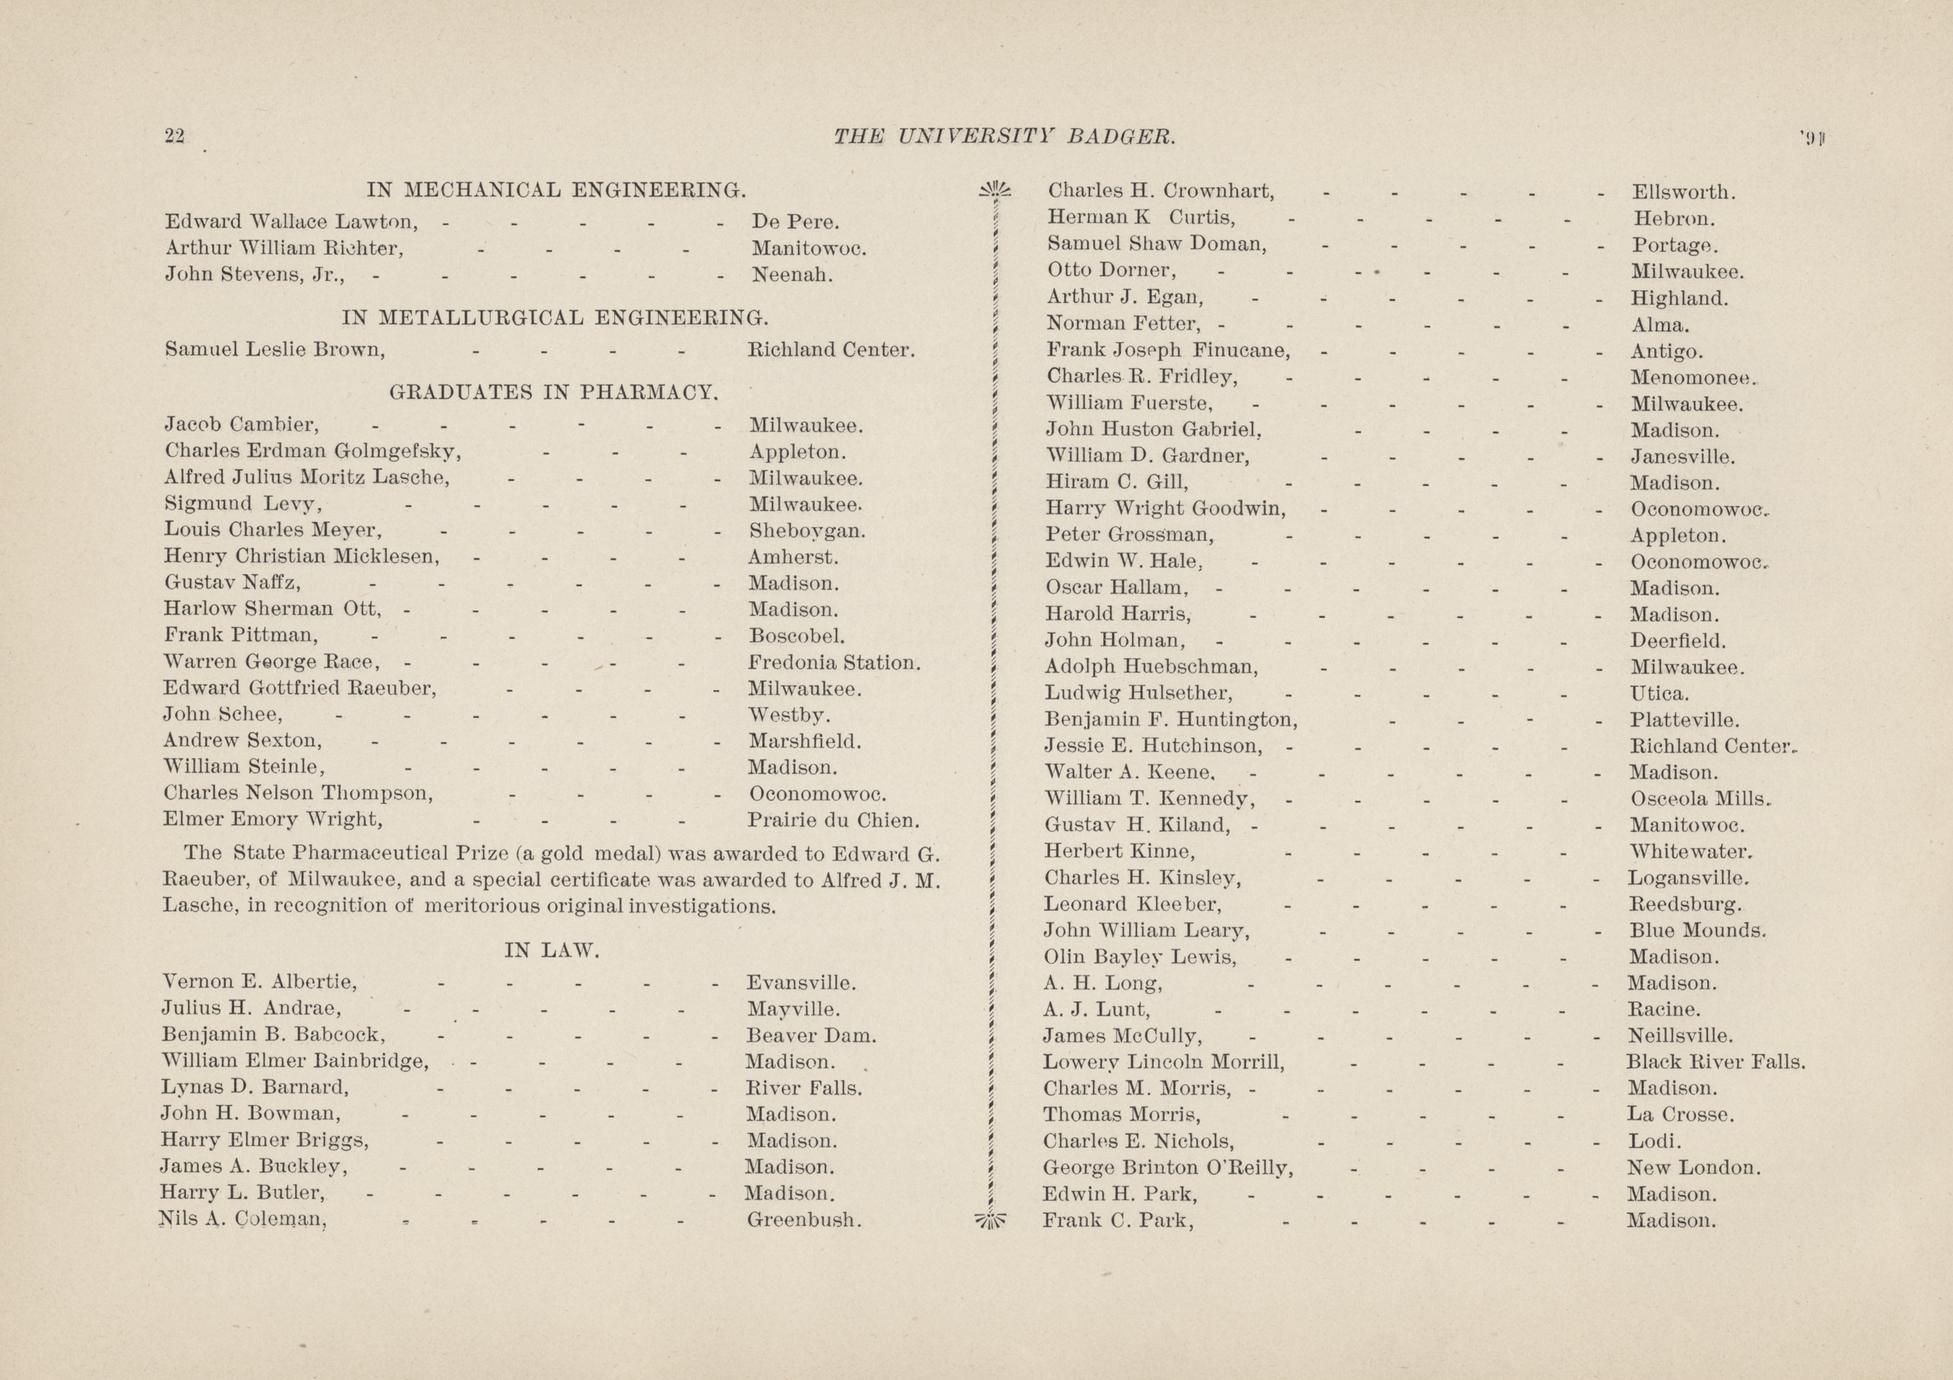 22
THE UNIVERSITY BADGER.
'91
IN MECHANICAL ENGINEERING.
Edward Wallace Lawton, - - - - - De Pere.
Arthur William Richter, - - - - Manitowoc.
John Stevens, Jr., - - - - - - Neenah.
IN METALLURGICAL ENGINEERING.
Samuel Leslie Brown, - - - - Richland Center.
GRADUATES IN PHARMACY.
Jacob Cambier, - - - - - - Milwaukee.
Charles Erdman Golmgefsky, - - - Appleton.
Alfred Julius Moritz Lasche, - - - - Milwaukee.
Sigmund Levy, - - - - - Milwaukee.
Louis Charles Meyer, - - - - - Sheboygan.
Henry Christian Micklesen, - - - - Amherst.
Gustav Naffz, - - - - - - Madison.
Harlow Sherman Ott, - - - - - Madison.
Frank Pittman, - - - - - - Boscobel.
Warren George Race, - - - - - Fredonia Station.
Edward Gottfried Raeuber, - - - - Milwaukee.
John Schee, - - - - - - Westby.
Andrew Sexton, - - - - - - Marshfield.
William Steinle, - - - - - Madison.
Charles Nelson Thompson, - - - - Oconomowoc.
Elmer Emory Wright, - - - - Prairie du Chien.
The State Pharmaceutical Prize (a gold medal) was awarded to Edward G.
Raeuber, of Milwaukee, and a special certificate was awarded to Alfred J. M.
Lasche, in recognition of meritorious original investigations.
IN LAW.
Vernon E. Albertie, - - - - - Evansville.
Julius H. Andrae, - - - - - Mayville.
Benjamin B. Babcock, - - - - - Beaver Dam.
William Elmer Bainbridge, - - - - Madison.
Lynas D. Barnard, - - - - - River Falls.
John H. Bowman, - - - - - Madison.
Harry Elmer Briggs, - - - - - Madison.
James A. Buckley, - - - - - Madison.
Harry L. Butler, - - - - - - Madison.
Nils A. Coleman, - - - - - Greenbush.
Charles H. Crownhart, - - - - - Ellsworth.
Herman K Curtis, - - - - - Hebron.
Samuel Shaw Doman, - - - - - Portage.
Otto Dorner, - - - - - - Milwaukee.
Arthur J. Egan, - - - - - - Highland.
Norman Fetter, - - - - - - Alma.
Frank Joseph Finucane, - - - - - Antigo.
Charles R. Fridley, - - - - - Menomonee.
William Fuerste, - - - - - - Milwaukee.
John Huston Gabriel, - - - - Madison.
William D. Gardner, - - - - - Janesville.
Hiram C. Gill, - - - - - Madison.
Harry Wright Goodwin, - - - - - Oconomowoc.
Peter Grossman, - - - - - Appleton.
Edwin W. Hale, - - - - - - Oconomowoc.
Oscar Hallam, - - - - - - Madison.
Harold Harris, - - - - - - Madison.
John Holman, - - - - - - Deerfield.
Adolph Huebschman, - - - - - Milwaukee.
Ludwig Hulsether, - - - - - Utica.
Benjamin F. Huntington, - - - - Platteville.
Jessie E. Hutchinson, - - - - - Richland Center.
Walter A. Keene. - - - - - - Madison.
William T. Kennedy, - - - - - Osceola Mills.
Gustav H. Kiland, - - - - - - Manitowoc.
Herbert Kinne, - - - - - Whitewater.
Charles H. Kinsley, - - - - - Logansville.
Leonard Kleeber, - - - - - Reedsburg.
John William Leary, - - - - - Blue Mounds.
Olin Bayley Lewis, - - - - - Madison.
A. H. Long, - - - - - - Madison.
A. J. Lunt, - - - - - - Racine.
James McCully, - - - - - - Neillsville.
Lowery Lincoln Morrill, - - - - Black River Falls.
Charles M. Morris, - - - - - - Madison.
Thomas Morris, - - - - - La Crosse.
Charles E. Nichols, - - - - - Lodi.
George Brinton O'Reilly, - - - - New London.
Edwin H. Park, - - - - - - Madison.
Frank C. Park, - - - - - Madison.